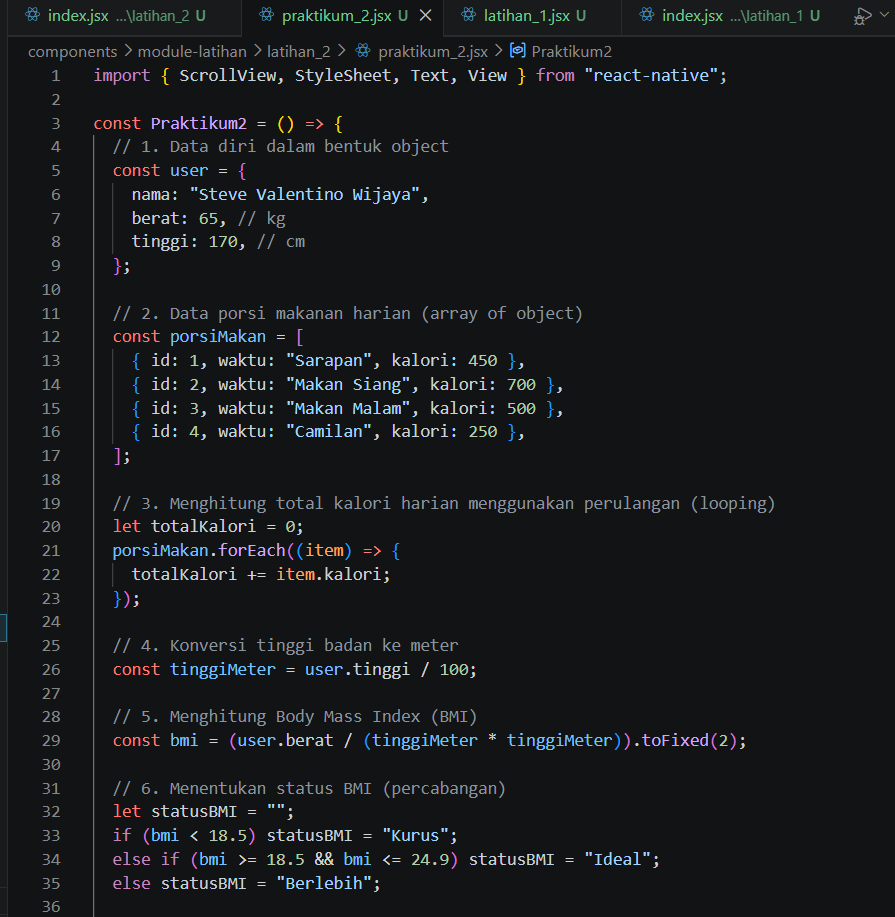 index.jsx ...\latihan_2 U praktikum_2.jsx U latihan_1.jsx U index.jsx ...\latihan_1 U
components > module-latihan > latihan_2 > praktikum_2.jsx > Praktikum2
1 import { ScrollView, StyleSheet, Text, View } from "react-native";
2
3 const Praktikum2 = () => {
4 // 1. Data diri dalam bentuk object
5 const user = {
6 nama: "Steve Valentino Wijaya",
7 berat: 65, // kg
8 tinggi: 170, // cm
9 };
10
11 // 2. Data porsi makanan harian (array of object)
12 const porsiMakan = [
13 { id: 1, waktu: "Sarapan", kalori: 450 },
14 { id: 2, waktu: "Makan Siang", kalori: 700 },
15 { id: 3, waktu: "Makan Malam", kalori: 500 },
16 { id: 4, waktu: "Camilan", kalori: 250 },
17 ];
18
19 // 3. Menghitung total kalori harian menggunakan perulangan (looping)
20 let totalKalori = 0;
21 porsiMakan.forEach((item) => {
22 totalKalori += item.kalori;
23 });
24
25 // 4. Konversi tinggi badan ke meter
26 const tinggiMeter = user.tinggi / 100;
27
28 // 5. Menghitung Body Mass Index (BMI)
29 const bmi = (user.berat / (tinggiMeter * tinggiMeter)).toFixed(2);
30
31 // 6. Menentukan status BMI (percabangan)
32 let statusBMI = "";
33 if (bmi < 18.5) statusBMI = "Kurus";
34 else if (bmi >= 18.5 && bmi <= 24.9) statusBMI = "Ideal";
35 else statusBMI = "Berlebih";
36